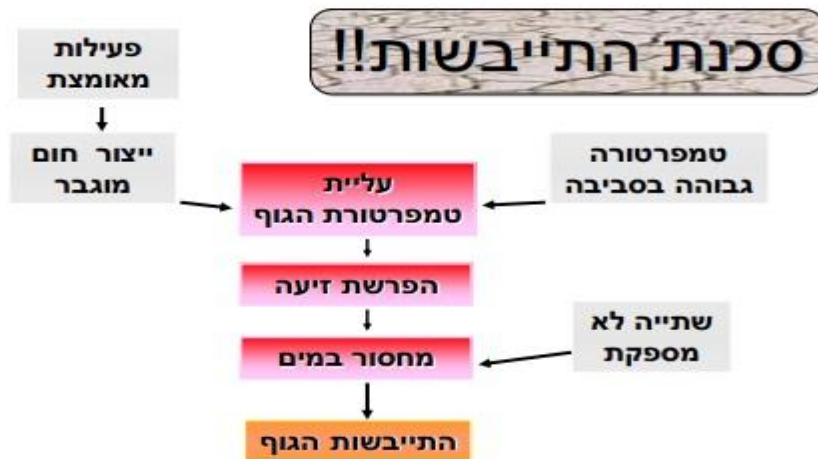 סכנת התייבשות!!
פעילות
מאומצת
ייצור חום
מוגבר
טמפרטורה
גבוהה בסביבה
עליית
טמפרטורת הגוף
הפרשת זיעה
שתייה לא
מספקת
מחסור במים
התייבשות הגוף